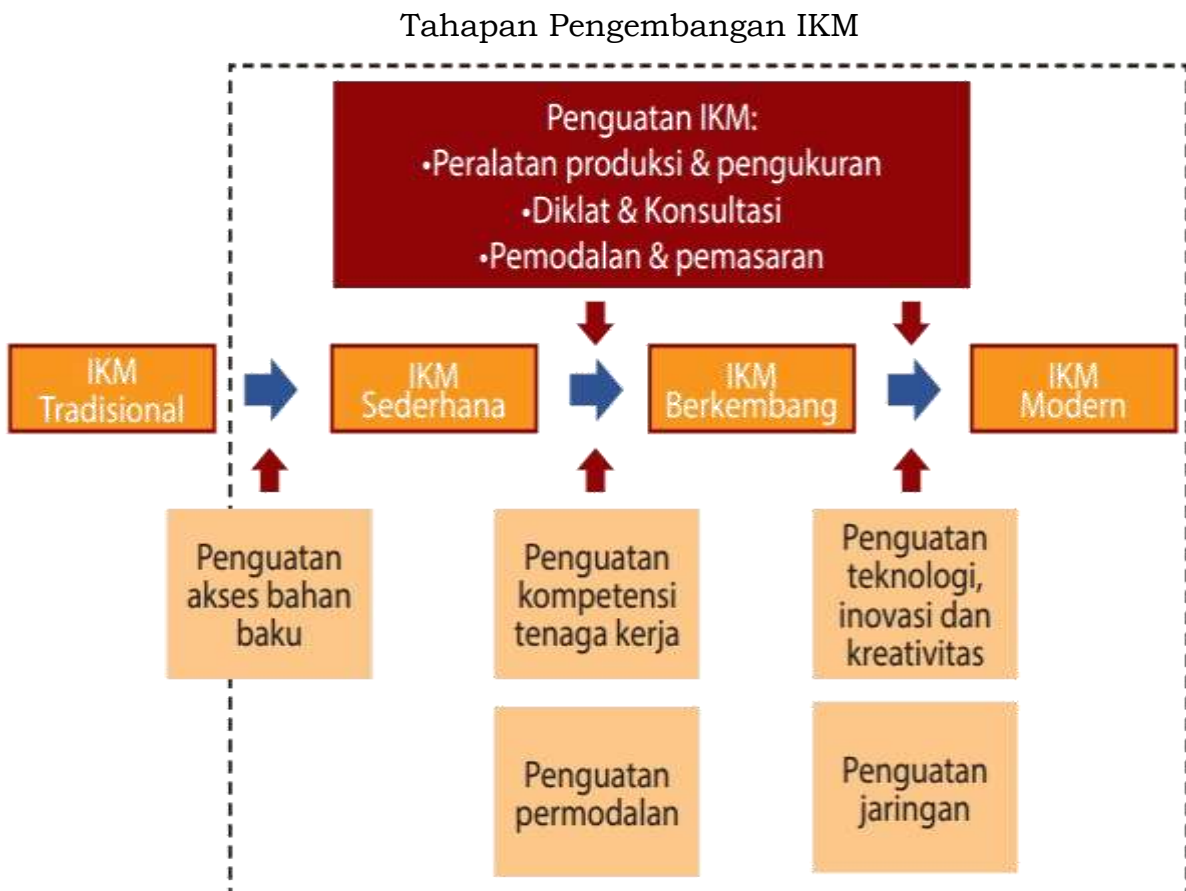 Tahapan Pengembangan IKM
Penguatan IKM:
•Peralatan produksi & pengukuran
•Diklat & Konsultasi
•Pemodalan & pemasaran
IKM
Tradisional
IKM
Sederhana
IKM
Berkembang
IKM
Modern
Penguatan
akses bahan
baku
Penguatan
kompetensi
tenaga kerja
Penguatan
teknologi,
inovasi dan
kreativitas
Penguatan
permodalan
Penguatan
jaringan